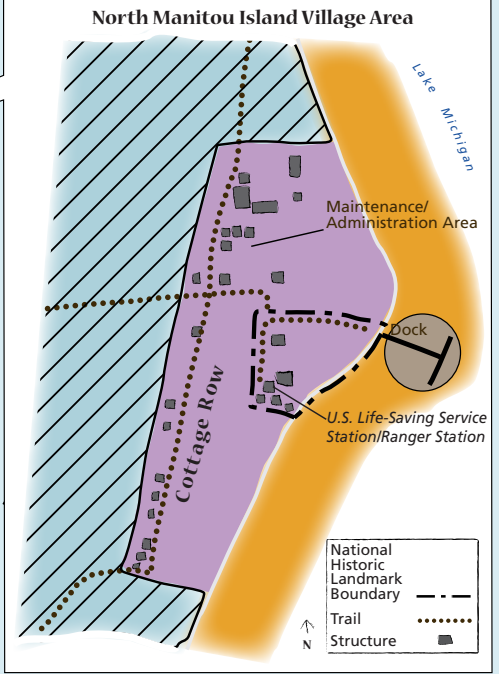 North Manitou Island Village Area
Lake Michigan
Maintenance/
Administration Area
Dock
Cottage Row
U.S. Life-Saving Service
Station/Ranger Station
National
Historic
Landmark
Boundary
Trail
Structure
N